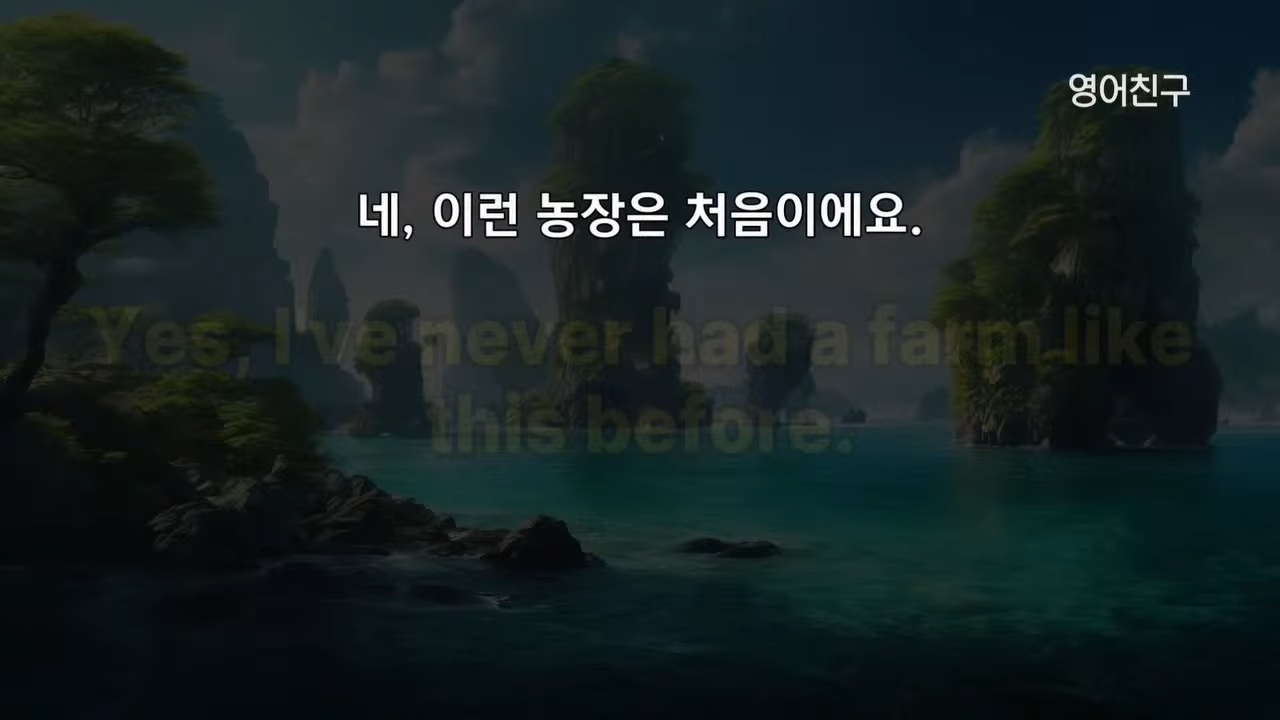 영어친구
네, 이런 농장은 처음이에요.
Yes, I've never had a farm like
this before.